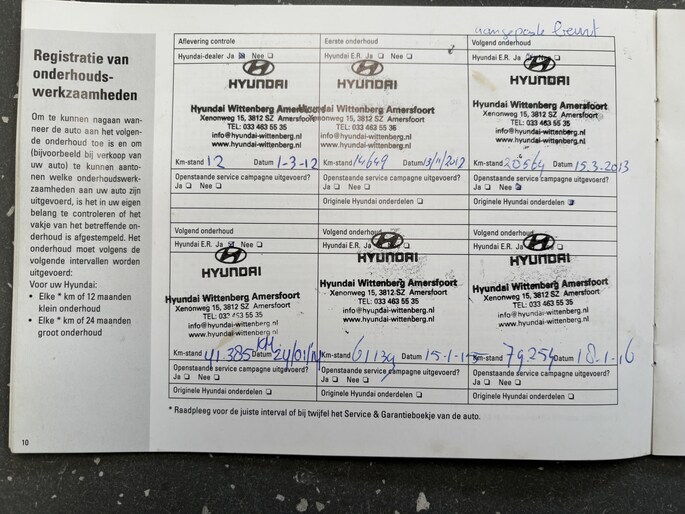 Registratie van
onderhouds-
werkzaamheden
Om te kunnen nagaan wan-
neer de auto aan het volgen-
de onderhoud toe is en om
(bijvoorbeeld bij verkoop van
uw auto) te kunnen aanto-
nen welke onderhoudswerk-
zaamheden aan uw auto zijn
uitgevoerd, is het in uw eigen
belang te controleren of het
vakje van het betreffende on-
derhoud is afgestempeld. Het
onderhoud moet volgens de
volgende intervallen worden
uitgevoerd:
Voor uw Hyundai:
• Elke * km of 12 maanden
klein onderhoud
• Elke * km of 24 maanden
groot onderhoud
10
Aflevering controle
Hyundai-dealer Ja Nee
HYUNDAI
Hyundai Wittenberg Amersfoort
Xenonweg 15, 3812 SZ Amersfoort
TEL: 033 463 55 35
info@hyundai-wittenberg.nl
www.hyundai-wittenberg.nl
Km-stand 12 Datum 1-3-12
Openstaande service campagne uitgevoerd?
Ja Nee
Eerste onderhoud
Hyundai E.R. Ja Nee
HYUNDAI
Hyundai Wittenberg Amersfoort
Xenonweg 15, 3812 SZ Amersfoort
TEL: 033 463 55 35
info@hyundai-wittenberg.nl
www.hyundai-wittenberg.nl
Km-stand 14649 Datum 13/11/2012
Openstaande service campagne uitgevoerd?
Ja Nee
Originele Hyundai onderdelen
aangepaste
Volgend onderhoud
Hyundai E.R. Ja Nee
HYUNDAI
Hyundai Wittenberg Amersfoort
Xenonweg 15, 3812 SZ Amersfoort
TEL: 033 463 55 35
info@hyundai-wittenberg.nl
www.hyundai-wittenberg.nl
Km-stand 20564 Datum 15.3.2013
Openstaande service campagne uitgevoerd?
Ja Nee
Originele Hyundai onderdelen
Volgend onderhoud
Hyundai E.R. Ja Nee
HYUNDAI
Hyundai Wittenberg Amersfoort
Xenonweg 15, 3812 SZ Amersfoort
TEL: 033 463 55 35
info@hyundai-wittenberg.nl
www.hyundai-wittenberg.nl
Km-stand 41.385 KM Datum 24/01/14
Openstaande service campagne uitgevoerd?
Ja Nee
Originele Hyundai onderdelen
Volgend onderhoud
Hyundai E.R. Ja Nee
HYUNDAI
Hyundai Wittenberg Amersfoort
Xenonweg 15, 3812 SZ Amersfoort
TEL: 033 463 55 35
info@hyundai-wittenberg.nl
www.hyundai-wittenberg.nl
Km-stand 61139 Datum 15-1-15
Openstaande service campagne uitgevoerd?
Ja Nee
Originele Hyundai onderdelen
Volgend onderhoud
Hyundai E.R. Ja Nee
HYUNDAI
Hyundai Wittenberg Amersfoort
Xenonweg 15, 3812 SZ Amersfoort
TEL: 033 463 55 35
info@hyundai-wittenberg.nl
www.hyundai-wittenberg.nl
Km-stand 79259 Datum 18-1-16
Openstaande service campagne uitgevoerd?
Ja Nee
Originele Hyundai onderdelen
* Raadpleeg voor de juiste interval of bij twijfel het Service & Garantieboekje van de auto.